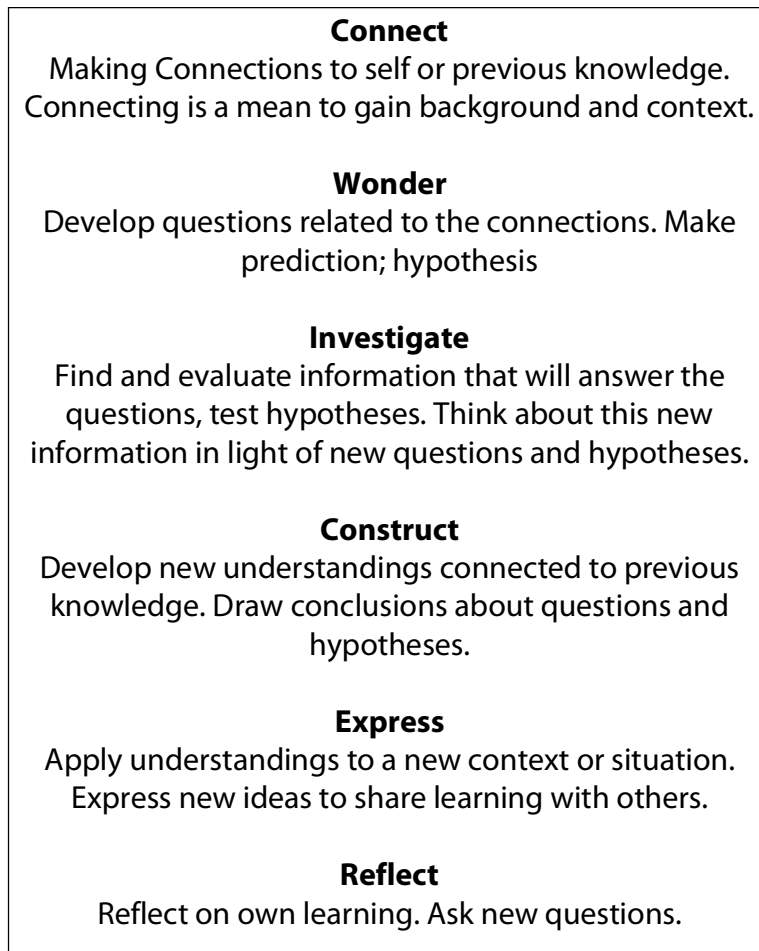 Connect
Making Connections to self or previous knowledge.
Connecting is a mean to gain background and context.
Wonder
Develop questions related to the connections. Make
prediction; hypothesis
Investigate
Find and evaluate information that will answer the
questions, test hypotheses. Think about this new
information in light of new questions and hypotheses.
Construct
Develop new understandings connected to previous
knowledge. Draw conclusions about questions and
hypotheses.
Express
Apply understandings to a new context or situation.
Express new ideas to share learning with others.
Reflect
Reflect on own learning. Ask new questions.